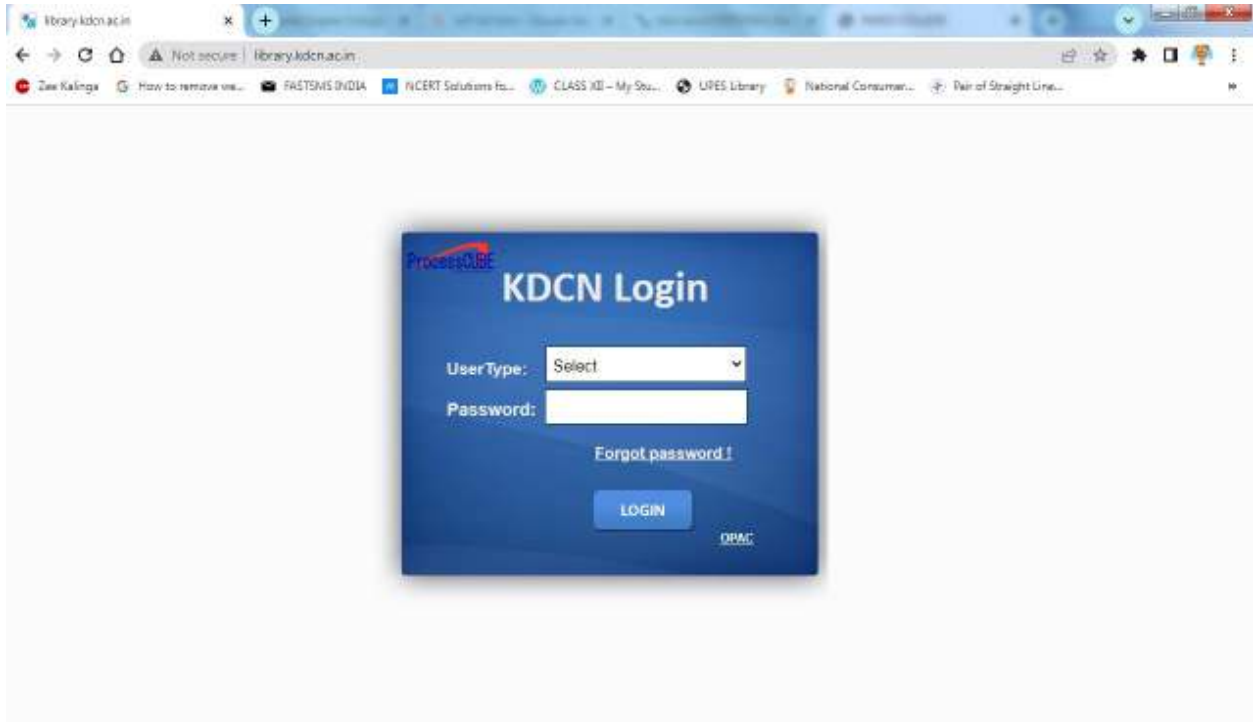 library.kdcn.ac.in
Not secure library.kdcn.ac.in
Zee Kalinga How to remove we... FASTSMS INDIA NCERT Solutions fo... CLASS XII – My Stu... UPES Library National Consumer... Pair of Straight Line...
ProcessCUBE
KDCN Login
UserType: Select
Password:
Forgot password !
LOGIN
OPAC